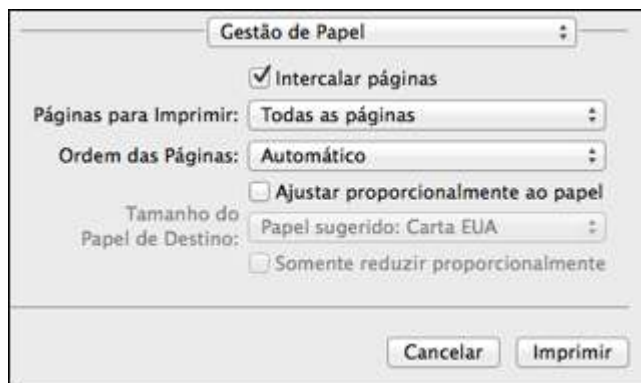 Gestão de Papel
Intercalar páginas
Páginas para Imprimir: Todas as páginas
Ordem das Páginas: Automático
Ajustar proporcionalmente ao papel
Tamanho do
Papel de Destino: Papel sugerido: Carta EUA
Somente reduzir proporcionalmente
Cancelar Imprimir